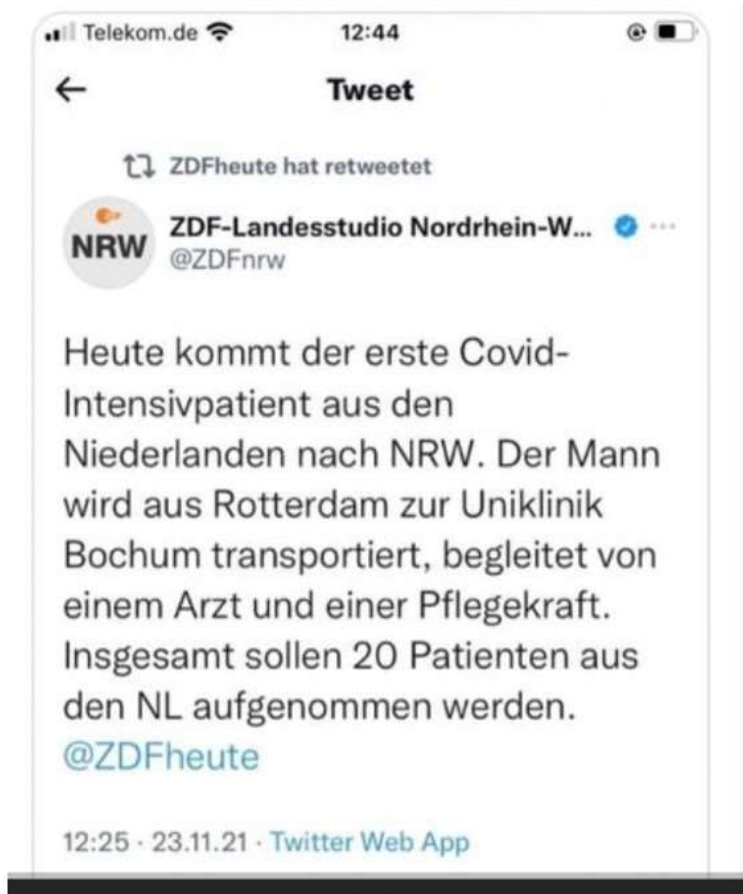 Telekom.de 12:44
Tweet
ZDFheute hat retweetet
NRW
ZDF-Landesstudio Nordrhein-W...
@ZDFnrw
Heute kommt der erste Covid-
Intensivpatient aus den
Niederlanden nach NRW. Der Mann
wird aus Rotterdam zur Uniklinik
Bochum transportiert, begleitet von
einem Arzt und einer Pflegekraft.
Insgesamt sollen 20 Patienten aus
den NL aufgenommen werden.
@ZDFheute
12:25 · 23.11.21 · Twitter Web App